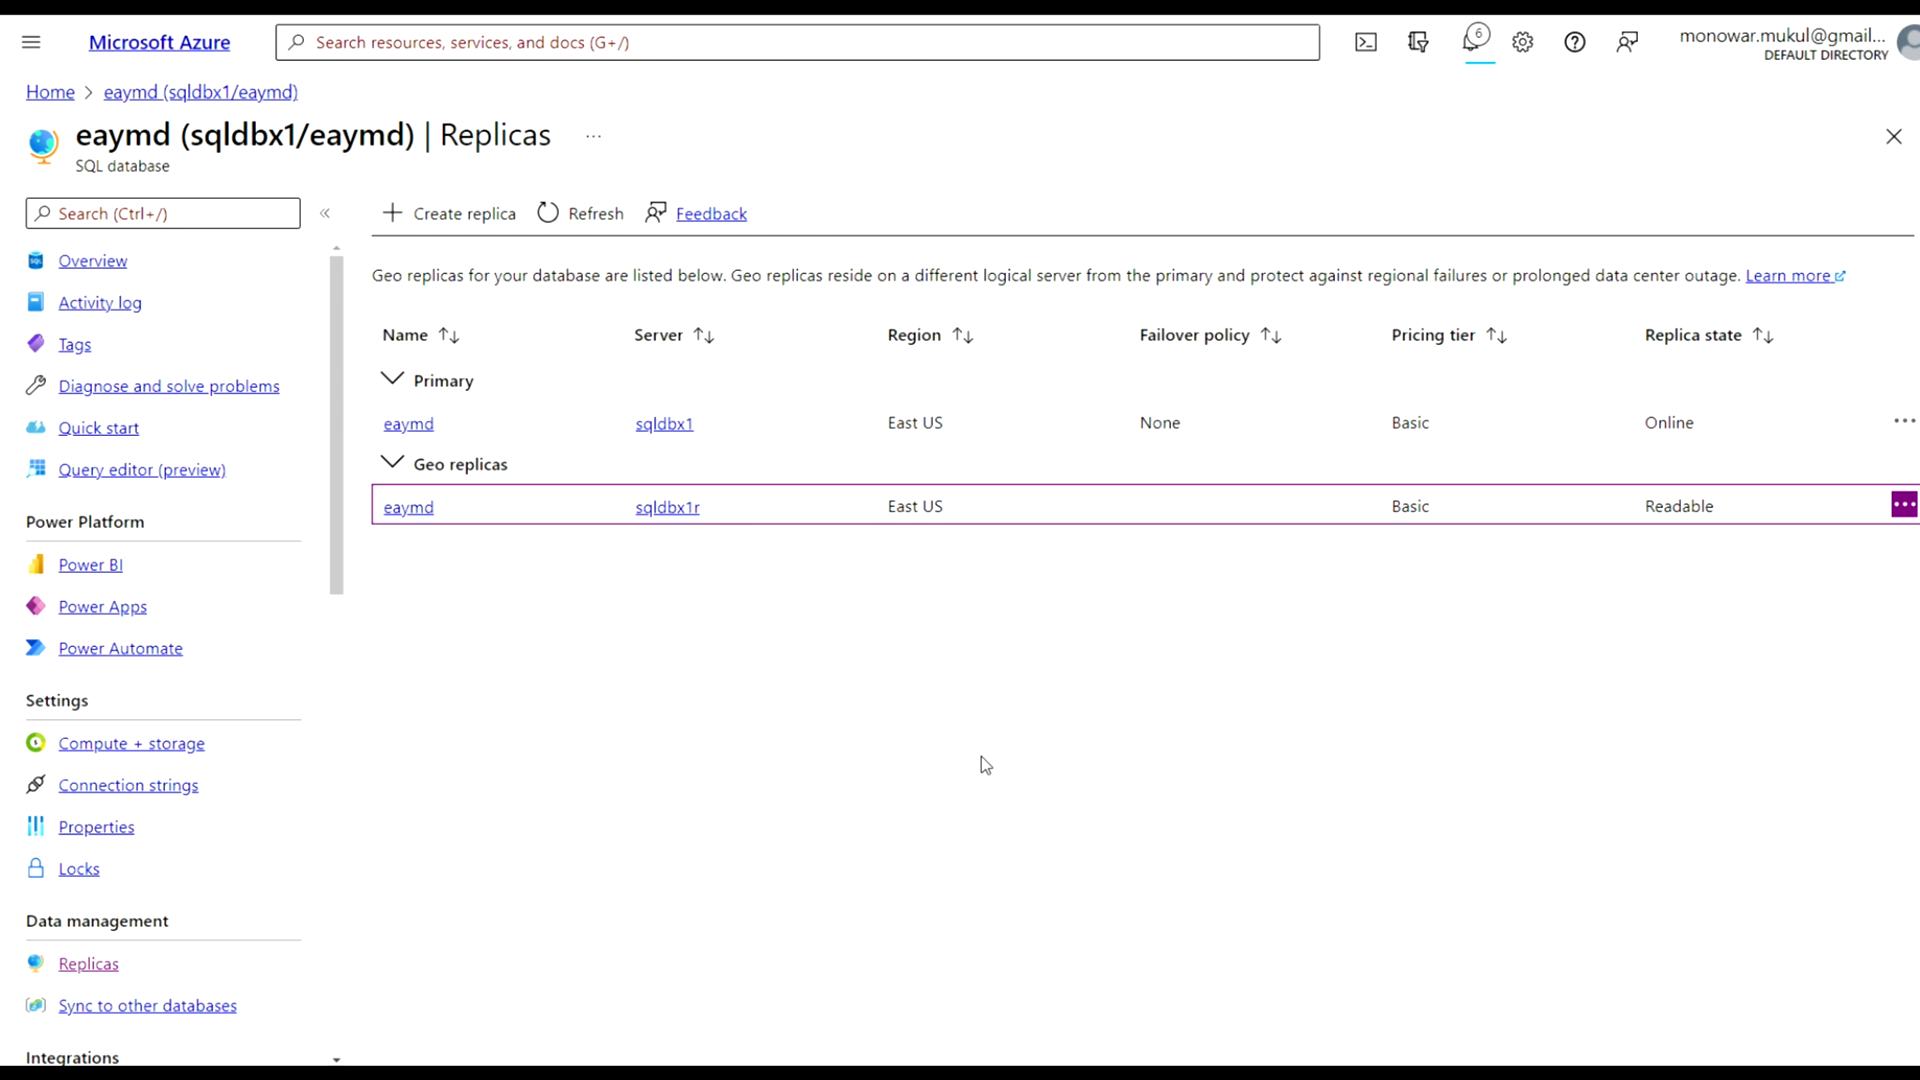 Microsoft Azure
Search resources, services, and docs (G+/)
6
monowar.mukul@gmail...
DEFAULT DIRECTORY
Home > eaymd (sqldbx1/eaymd)
eaymd (sqldbx1/eaymd) | Replicas ...
SQL database
Search (Ctrl+/)
«
Overview
Activity log
Tags
Diagnose and solve problems
Quick start
Query editor (preview)
Power Platform
Power BI
Power Apps
Power Automate
Settings
Compute + storage
Connection strings
Properties
Locks
Data management
Replicas
Sync to other databases
Integrations
Create replica Refresh Feedback
Geo replicas for your database are listed below. Geo replicas reside on a different logical server from the primary and protect against regional failures or prolonged data center outage. Learn more
Name ↑↓ Server ↑↓ Region ↑↓ Failover policy ↑↓ Pricing tier ↑↓ Replica state ↑↓
Primary
eaymd sqldbx1 East US None Basic Online ...
Geo replicas
eaymd sqldbx1r East US Basic Readable ...